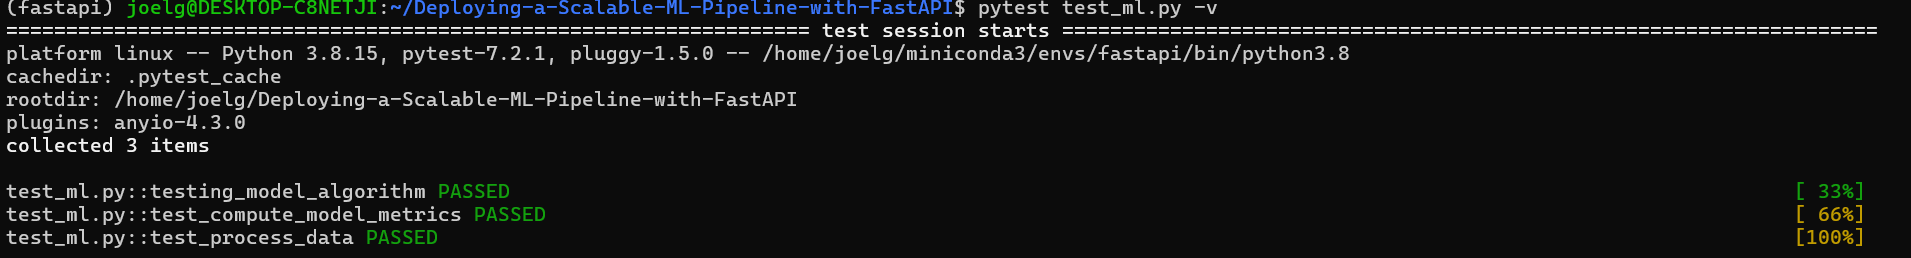 (fastapi) joelg@DESKTOP-C8NETJI:~/Deploying-a-Scalable-ML-Pipeline-with-FastAPI$ pytest test_ml.py -v
=================================================================== test session starts ====================================================================
platform linux -- Python 3.8.15, pytest-7.2.1, pluggy-1.5.0 -- /home/joelg/miniconda3/envs/fastapi/bin/python3.8
cachedir: .pytest_cache
rootdir: /home/joelg/Deploying-a-Scalable-ML-Pipeline-with-FastAPI
plugins: anyio-4.3.0
collected 3 items
test_ml.py::testing_model_algorithm PASSED [ 33%]
test_ml.py::test_compute_model_metrics PASSED [ 66%]
test_ml.py::test_process_data PASSED [100%]